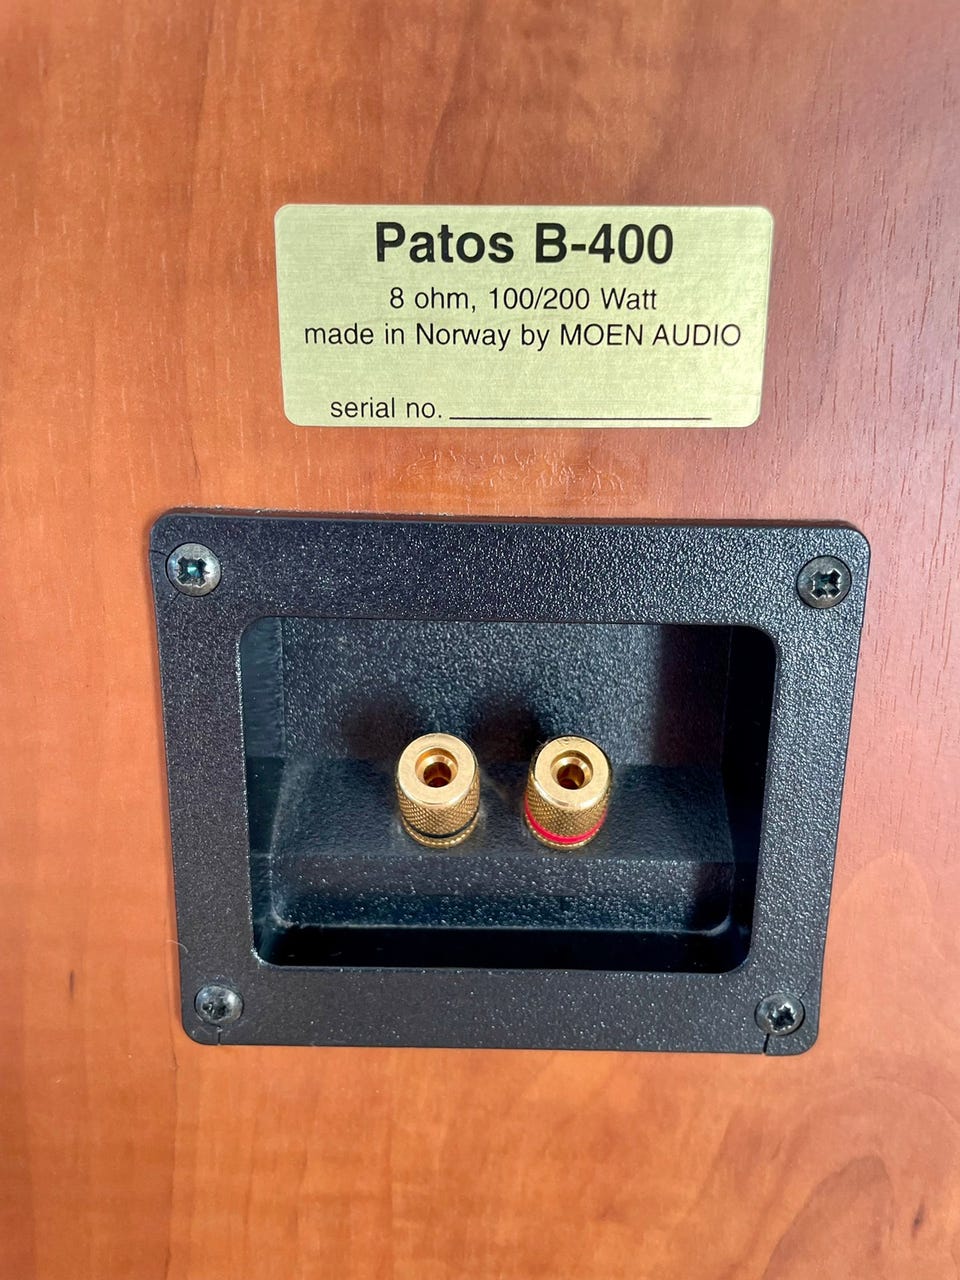 Patos B-400
8 ohm, 100/200 Watt
made in Norway by MOEN AUDIO
serial no.